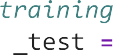 training
_test =